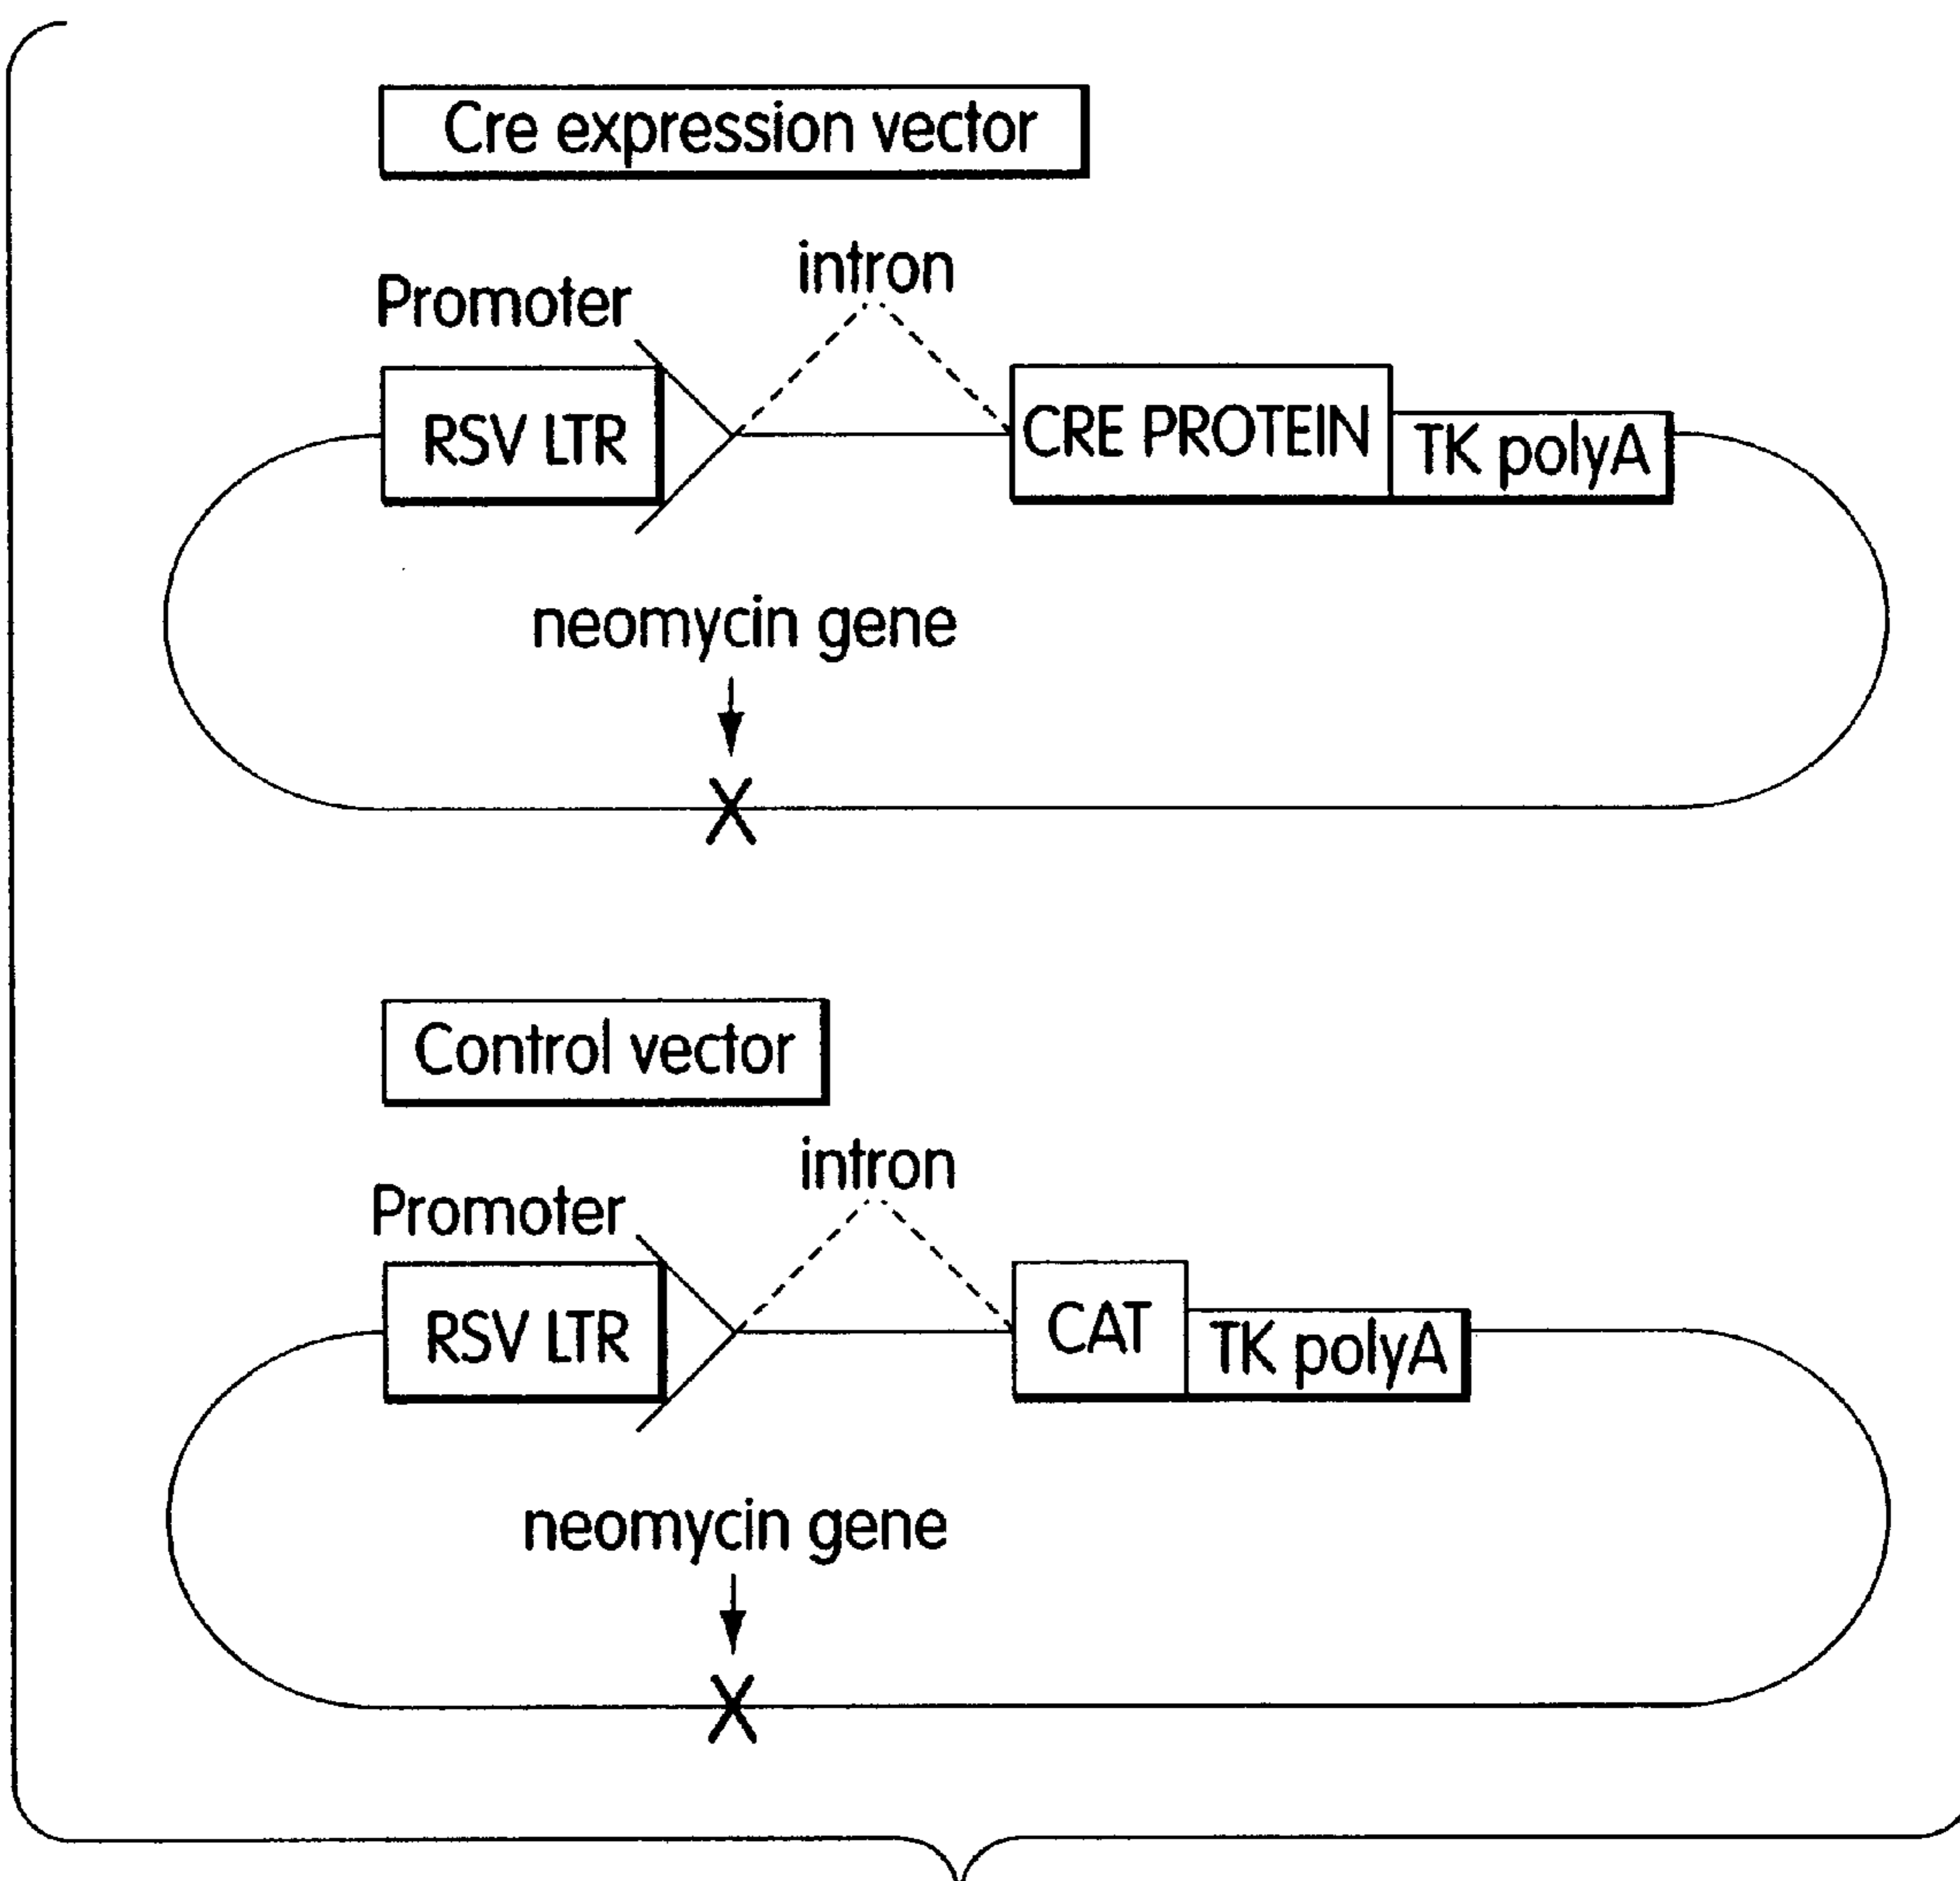 Cre expression vector
intron
Promoter
RSV LTR
CRE PROTEIN
TK polyA
neomycin gene
X
Control vector
intron
Promoter
RSV LTR
CAT
TK polyA
neomycin gene
X